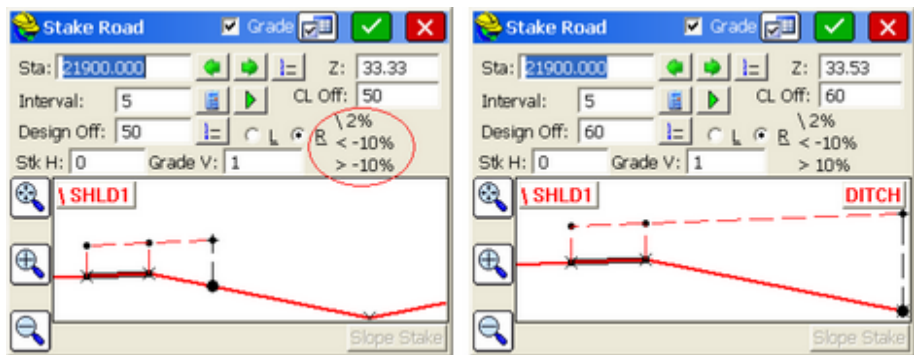 Stake Road Grade
Sta: 21900.000 Z: 33.33
Interval: 5 CL Off: 50
Design Off: 50 L R \ 2%
< -10%
Stk H: 0 Grade V: 1 > -10%
\ SHLD1
Slope Stake
Stake Road Grade
Sta: 21900.000 Z: 33.53
Interval: 5 CL Off: 60
Design Off: 60 L R \ 2%
< -10%
Stk H: 0 Grade V: 1 > 10%
\ SHLD1 DITCH
Slope Stake